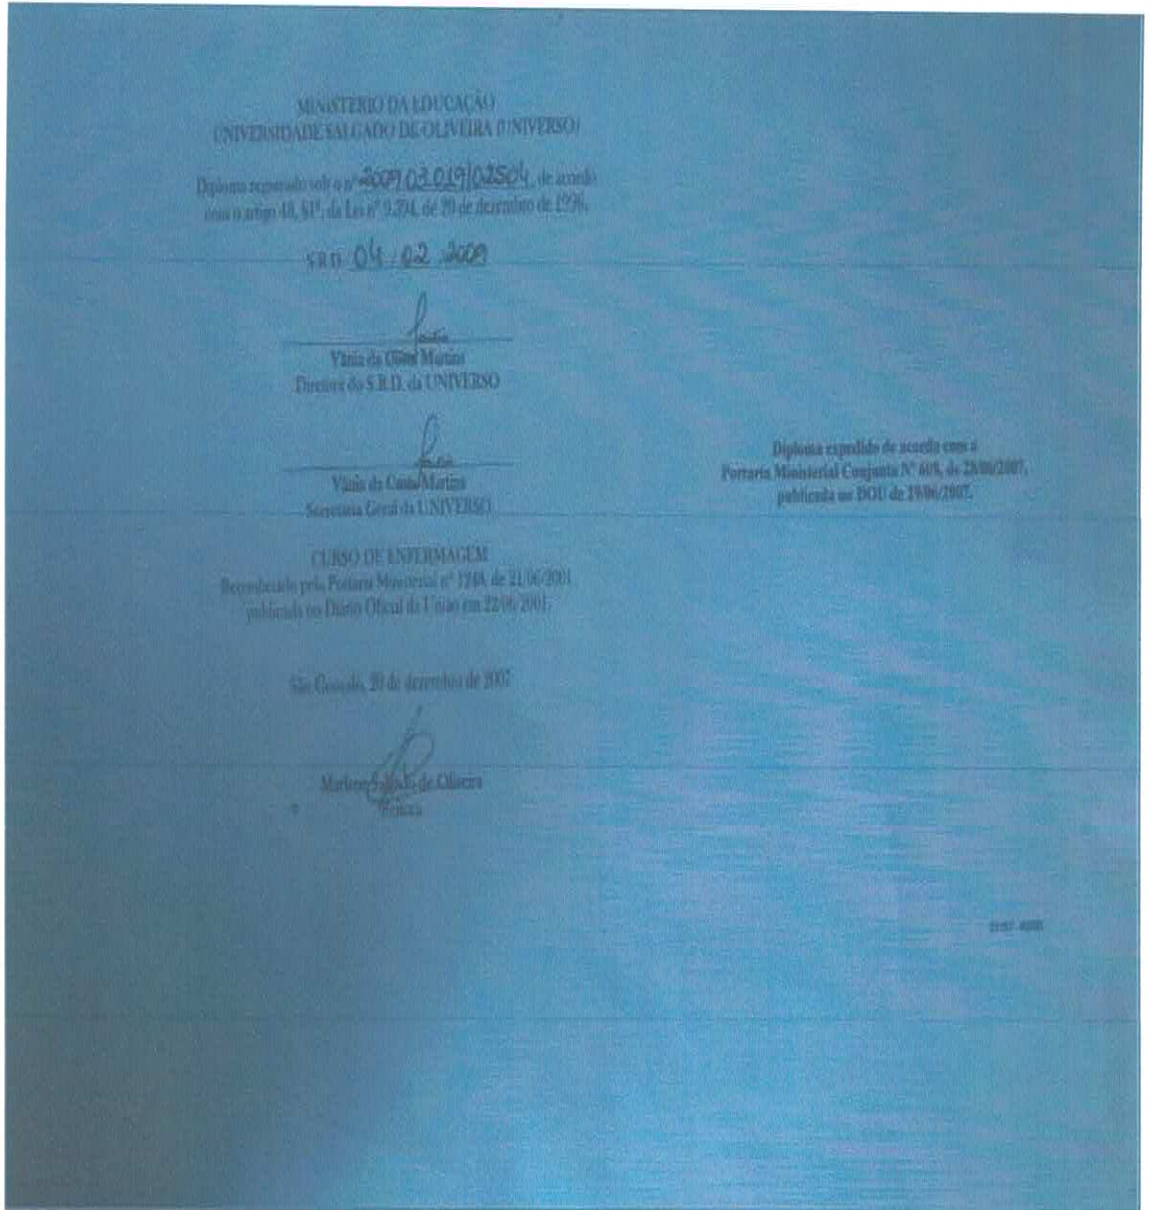 MINISTÉRIO DA EDUCAÇÃO
UNIVERSIDADE SALGADO DE OLIVEIRA (UNIVERSO)
Diploma registrado sob o nº 2009.03.019/02504, de acordo
com o artigo 48, §1º, da Lei nº 9.394, de 20 de dezembro de 1996.
S.R.D. 04 / 02 / 2009
Vânia da Costa Martins
Diretora do S.R.D. da UNIVERSO
Vânia da Costa Martins
Secretária Geral da UNIVERSO
Diploma expedido de acordo com a
Portaria Ministerial Conjunta Nº 608, de 28/06/2007,
publicada no DOU de 29/06/2007.
CURSO DE ENFERMAGEM
Reconhecido pela Portaria Ministerial nº 1248, de 21/06/2001
publicada no Diário Oficial da União em 22/06/2001.
São Gonçalo, 20 de dezembro de 2007
Marlene Salgado de Oliveira
Reitora